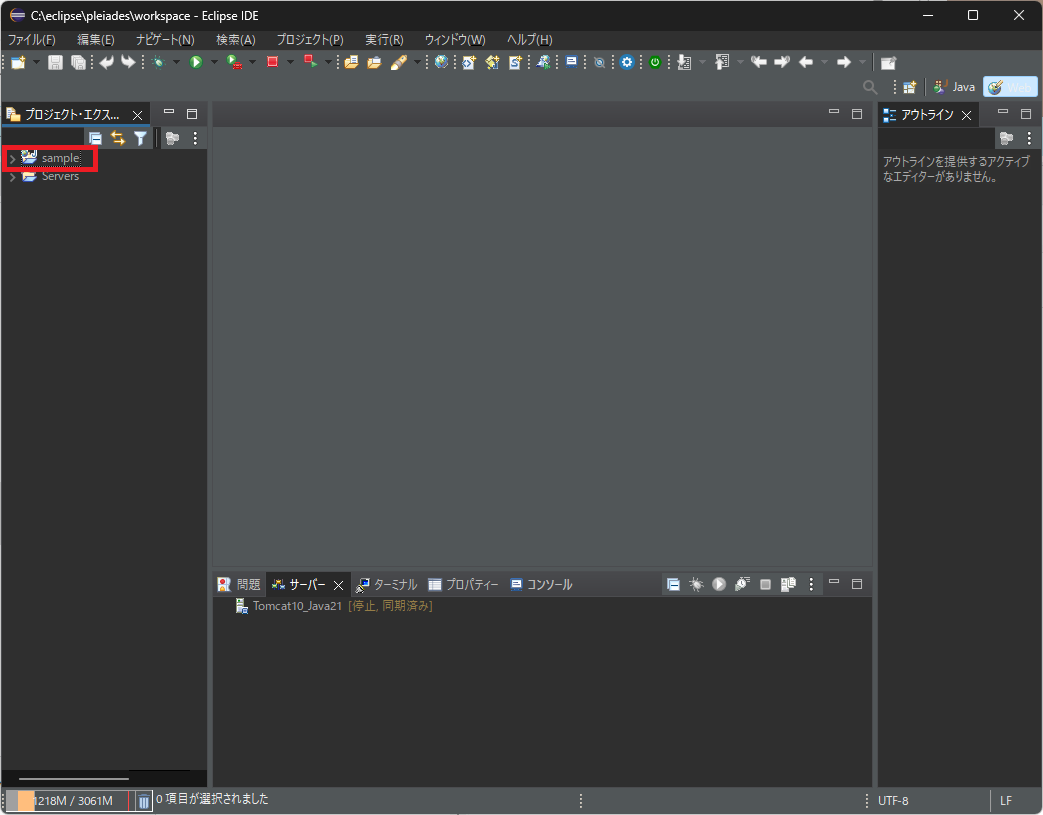 C:\eclipse\pleiades\workspace - Eclipse IDE
ファイル(F) 編集(E) ナビゲート(N) 検索(A) プロジェクト(P) 実行(R) ウィンドウ(W) ヘルプ(H)
Java Web
プロジェクト・エクス...
アウトライン
sample
Servers
アウトラインを提供するアクティブ
なエディターがありません。
問題 サーバー ターミナル プロパティー コンソール
Tomcat10_Java21 [停止, 同期済み]
1218M / 3061M
0 項目が選択されました
UTF-8
LF